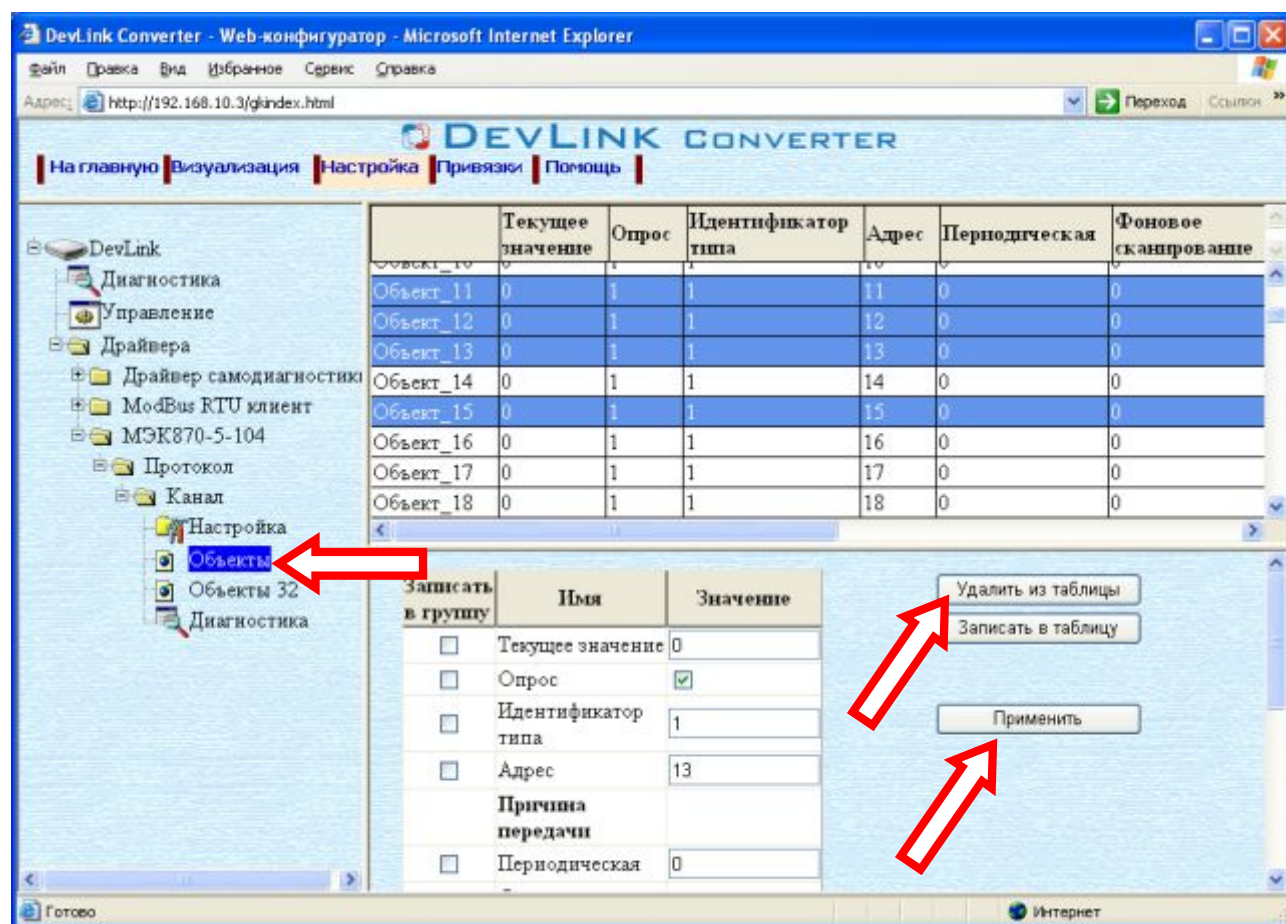 DevLink Converter - Web-конфигуратор - Microsoft Internet Explorer
Файл Правка Вид Избранное Сервис Справка
Адрес: http://192.168.10.3/gkindex.html Переход Ссылки »
DEVLINK CONVERTER
На главную Визуализация Настройка Привязки Помощь
DevLink
Диагностика
Управление
Драйвера
Драйвер самодиагностики
ModBus RTU клиент
МЭК870-5-104
Протокол
Канал
Настройка
Объекты
Объекты 32
Диагностика
Текущее значение Опрос Идентификатор типа Адрес Периодическая Фоновое сканирование
Объект_10 0 1 1 10 0 0
Объект_11 0 1 1 11 0 0
Объект_12 0 1 1 12 0 0
Объект_13 0 1 1 13 0 0
Объект_14 0 1 1 14 0 0
Объект_15 0 1 1 15 0 0
Объект_16 0 1 1 16 0 0
Объект_17 0 1 1 17 0 0
Объект_18 0 1 1 18 0 0
Записать в группу Имя Значение
Текущее значение 0
Опрос
Идентификатор типа 1
Адрес 13
Причина передачи
Периодическая 0
Удалить из таблицы
Записать в таблицу
Применить
Готово Интернет